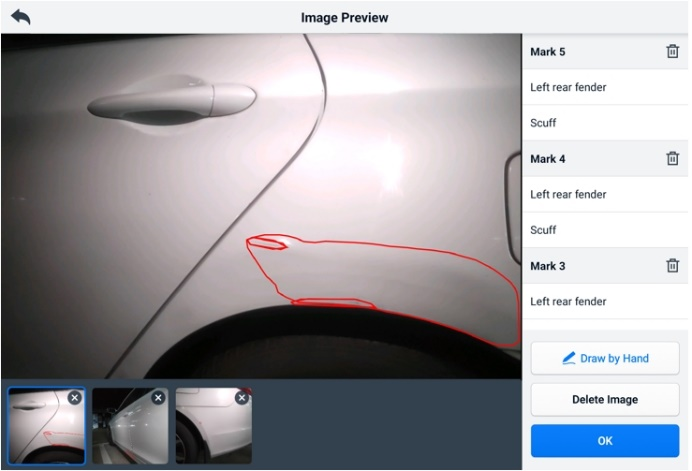 Image Preview
Mark 5
Left rear fender
Scuff
Mark 4
Left rear fender
Scuff
Mark 3
Left rear fender
Draw by Hand
Delete Image
OK